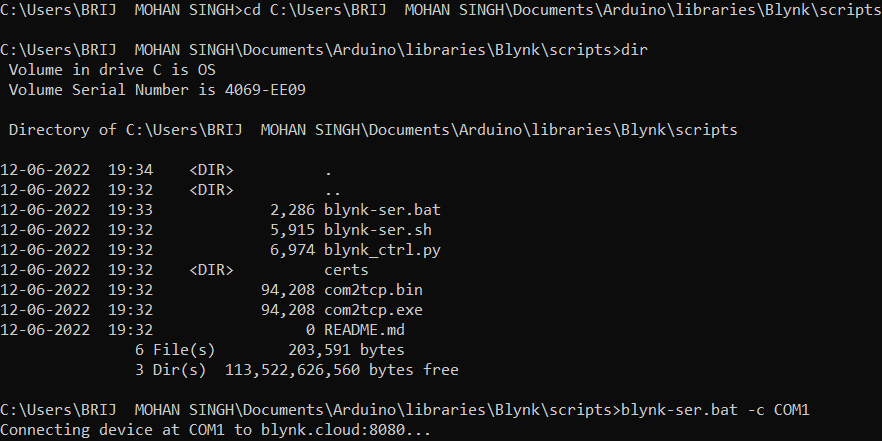 C:\Users\BRIJ  MOHAN SINGH>cd C:\Users\BRIJ  MOHAN SINGH\Documents\Arduino\libraries\Blynk\scripts
C:\Users\BRIJ  MOHAN SINGH\Documents\Arduino\libraries\Blynk\scripts>dir
 Volume in drive C is OS
 Volume Serial Number is 4069-EE09
 Directory of C:\Users\BRIJ  MOHAN SINGH\Documents\Arduino\libraries\Blynk\scripts
12-06-2022  19:34    <DIR>          .
12-06-2022  19:32    <DIR>          ..
12-06-2022  19:33             2,286 blynk-ser.bat
12-06-2022  19:32             5,915 blynk-ser.sh
12-06-2022  19:32             6,974 blynk_ctrl.py
12-06-2022  19:32    <DIR>          certs
12-06-2022  19:32            94,208 com2tcp.bin
12-06-2022  19:32            94,208 com2tcp.exe
12-06-2022  19:32                 0 README.md
               6 File(s)        203,591 bytes
               3 Dir(s)  113,522,626,560 bytes free
C:\Users\BRIJ  MOHAN SINGH\Documents\Arduino\libraries\Blynk\scripts>blynk-ser.bat -c COM1
Connecting device at COM1 to blynk.cloud:8080...